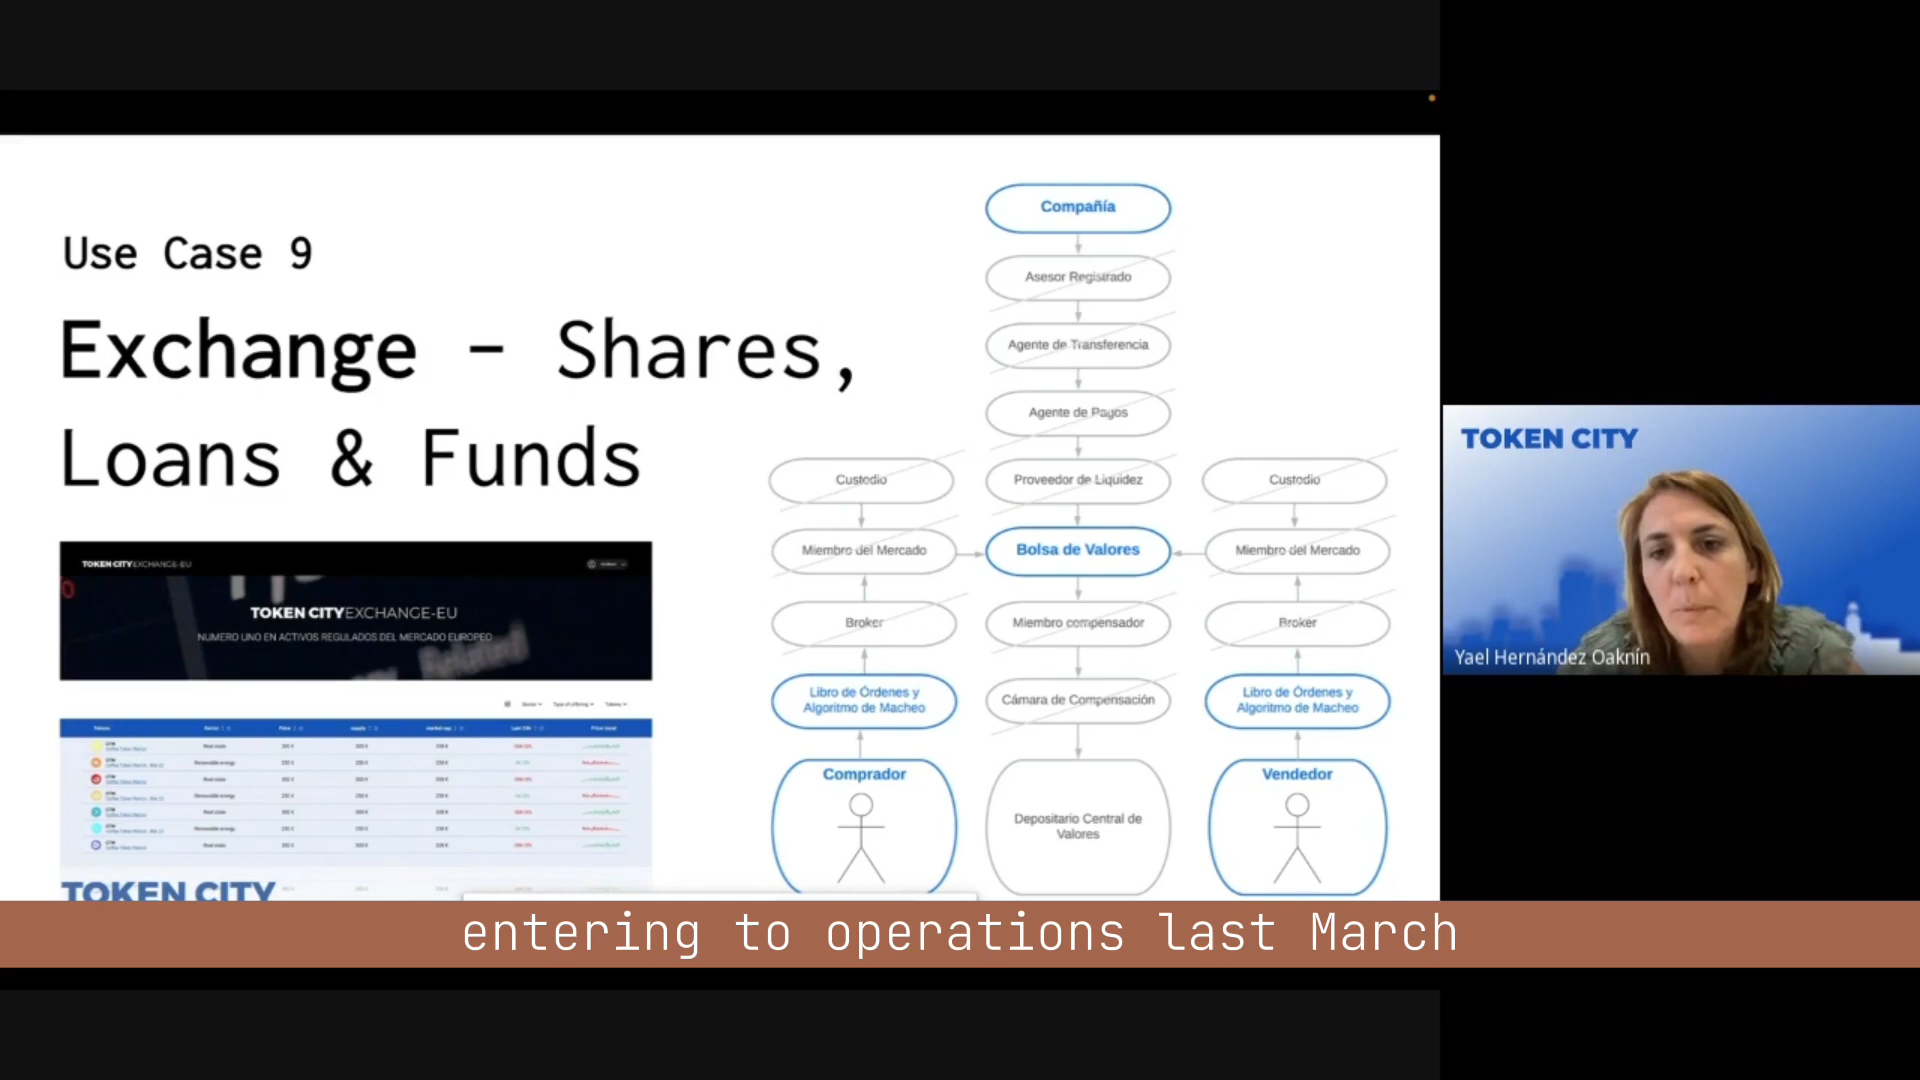 Use Case 9
Exchange – Shares,
Loans & Funds
TOKEN CITY EXCHANGE-EU
TOKEN CITY EXCHANGE-EU
NUMERO UNO EN ACTIVOS REGULADOS DEL MERCADO EUROPEO
TOKEN CITY
Compañía
Asesor Registrado
Agente de Transferencia
Agente de Pagos
Custodio
Proveedor de Liquidez
Custodio
Miembro del Mercado
Bolsa de Valores
Miembro del Mercado
Broker
Miembro compensador
Broker
Libro de Órdenes y
Algoritmo de Macheo
Cámara de Compensación
Libro de Órdenes y
Algoritmo de Macheo
Comprador
Depositario Central de
Valores
Vendedor
TOKEN CITY
Yael Hernández Oaknín
entering to operations last March